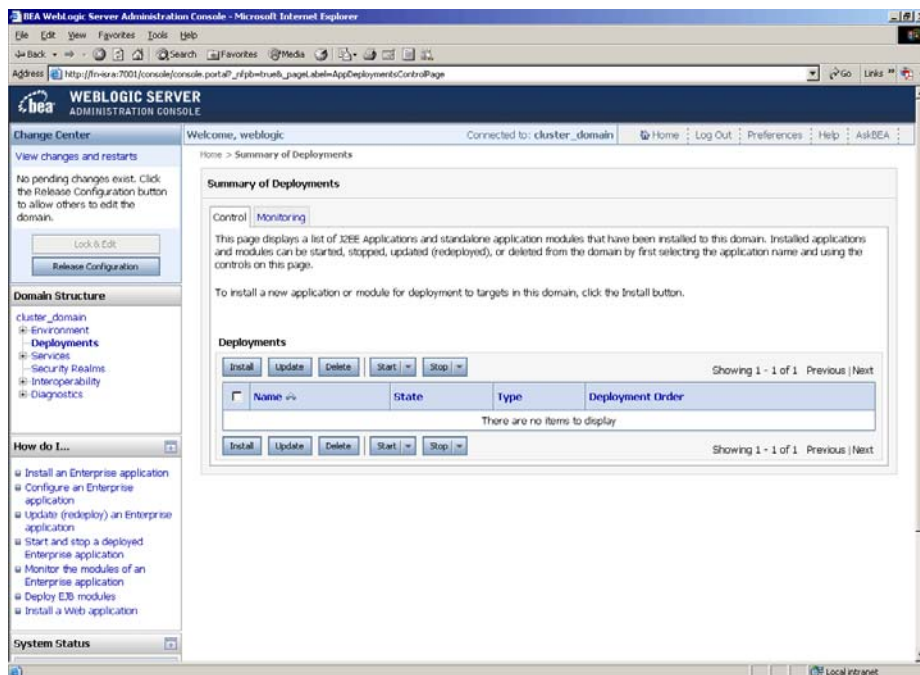 BEA WebLogic Server Administration Console - Microsoft Internet Explorer
File Edit View Favorites Tools Help
Back Search Favorites Media
Address http://fn-isra:7001/console/console.portal?_nfpb=true&_pageLabel=AppDeploymentsControlPage Go Links
bea WEBLOGIC SERVER
ADMINISTRATION CONSOLE
Change Center
View changes and restarts
No pending changes exist. Click
the Release Configuration button
to allow others to edit the
domain.
Lock & Edit
Release Configuration
Domain Structure
cluster_domain
Environment
Deployments
Services
Security Realms
Interoperability
Diagnostics
How do I...
Install an Enterprise application
Configure an Enterprise
application
Update (redeploy) an Enterprise
application
Start and stop a deployed
Enterprise application
Monitor the modules of an
Enterprise application
Deploy EJB modules
Install a Web application
System Status
Welcome, weblogic Connected to: cluster_domain Home Log Out Preferences Help AskBEA
Home > Summary of Deployments
Summary of Deployments
Control Monitoring
This page displays a list of J2EE Applications and standalone application modules that have been installed to this domain. Installed applications
and modules can be started, stopped, updated (redeployed), or deleted from the domain by first selecting the application name and using the
controls on this page.
To install a new application or module for deployment to targets in this domain, click the Install button.
Deployments
Install Update Delete Start Stop Showing 1 - 1 of 1 Previous | Next
Name State Type Deployment Order
There are no items to display
Install Update Delete Start Stop Showing 1 - 1 of 1 Previous | Next
Local intranet